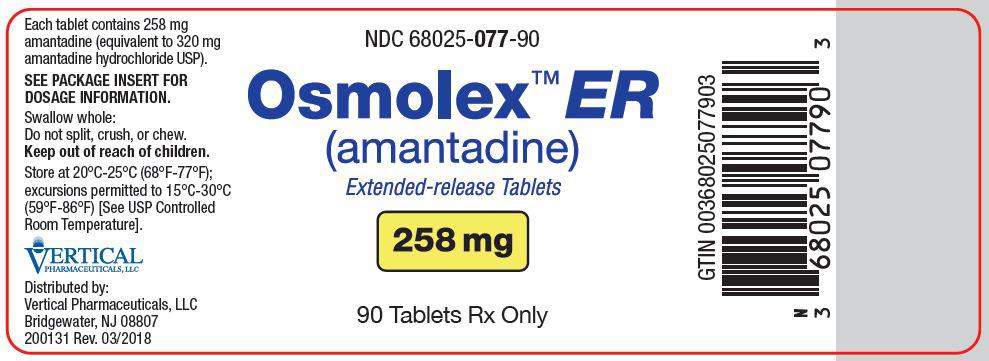 Each tablet contains 258 mg
amantadine (equivalent to 320 mg
amantadine hydrochloride USP).
SEE PACKAGE INSERT FOR
DOSAGE INFORMATION.
Swallow whole:
Do not split, crush, or chew.
Keep out of reach of children.
Store at 20°C-25°C (68°F-77°F);
excursions permitted to 15°C-30°C
(59°F-86°F) [See USP Controlled
Room Temperature].
VERTICAL
PHARMACEUTICALS, LLC
Distributed by:
Vertical Pharmaceuticals, LLC
Bridgewater, NJ 08807
200131 Rev. 03/2018
NDC 68025-077-90
Osmolex™ ER
(amantadine)
Extended-release Tablets
258 mg
90 Tablets Rx Only
GTIN 00368025077903
N
3 68025 07790 3